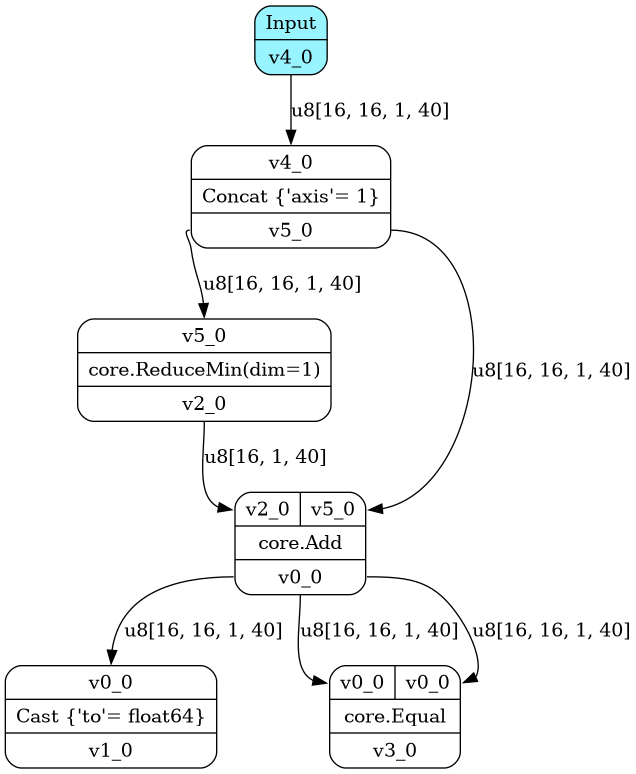 Input
v4_0
u8[16, 16, 1, 40]
v4_0
Concat {'axis'= 1}
v5_0
u8[16, 16, 1, 40]
v5_0
core.ReduceMin(dim=1)
v2_0
u8[16, 16, 1, 40]
u8[16, 1, 40]
v2_0 v5_0
core.Add
v0_0
u8[16, 16, 1, 40] u8[16, 16, 1, 40] u8[16, 16, 1, 40]
v0_0
Cast {'to'= float64}
v1_0
v0_0 v0_0
core.Equal
v3_0